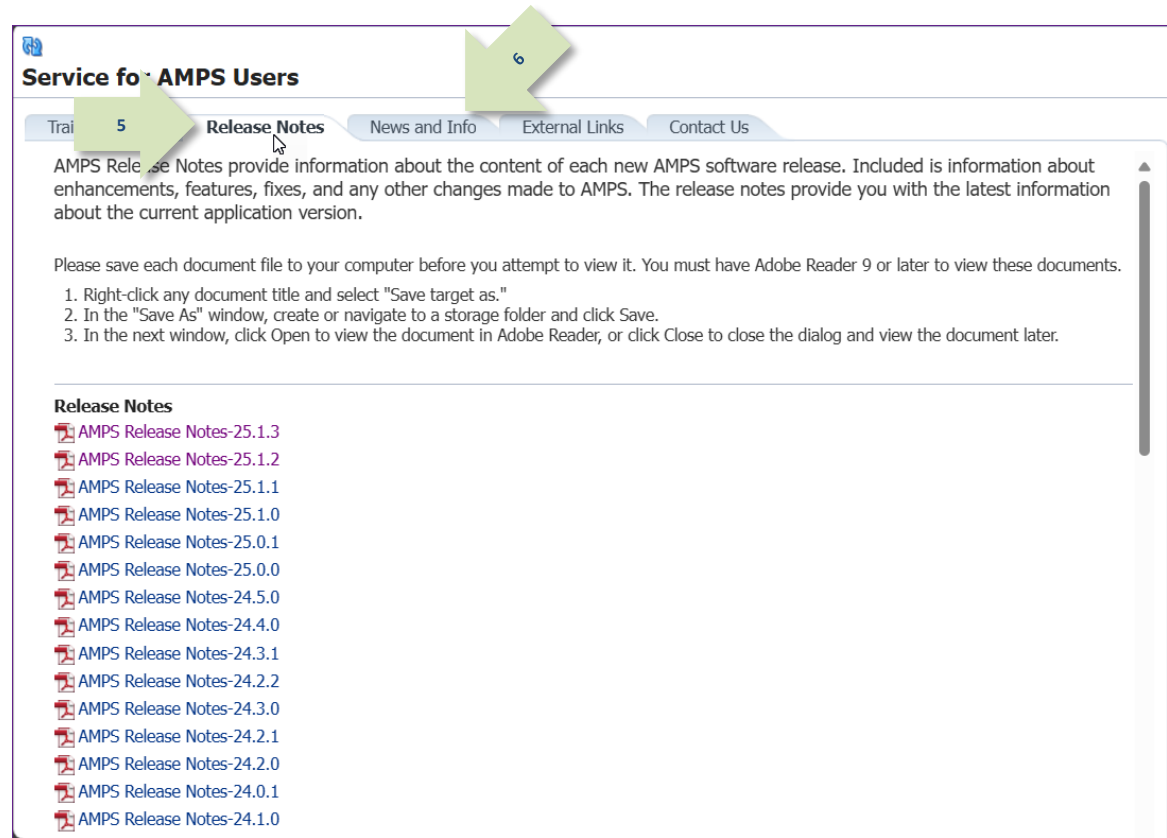 Service for AMPS Users
5
6
Release Notes
News and Info
External Links
Contact Us
AMPS Release Notes provide information about the content of each new AMPS software release. Included is information about
enhancements, features, fixes, and any other changes made to AMPS. The release notes provide you with the latest information
about the current application version.
Please save each document file to your computer before you attempt to view it. You must have Adobe Reader 9 or later to view these documents.
1. Right-click any document title and select "Save target as."
2. In the "Save As" window, create or navigate to a storage folder and click Save.
3. In the next window, click Open to view the document in Adobe Reader, or click Close to close the dialog and view the document later.
Release Notes
AMPS Release Notes-25.1.3
AMPS Release Notes-25.1.2
AMPS Release Notes-25.1.1
AMPS Release Notes-25.1.0
AMPS Release Notes-25.0.1
AMPS Release Notes-25.0.0
AMPS Release Notes-24.5.0
AMPS Release Notes-24.4.0
AMPS Release Notes-24.3.1
AMPS Release Notes-24.2.2
AMPS Release Notes-24.3.0
AMPS Release Notes-24.2.1
AMPS Release Notes-24.2.0
AMPS Release Notes-24.0.1
AMPS Release Notes-24.1.0